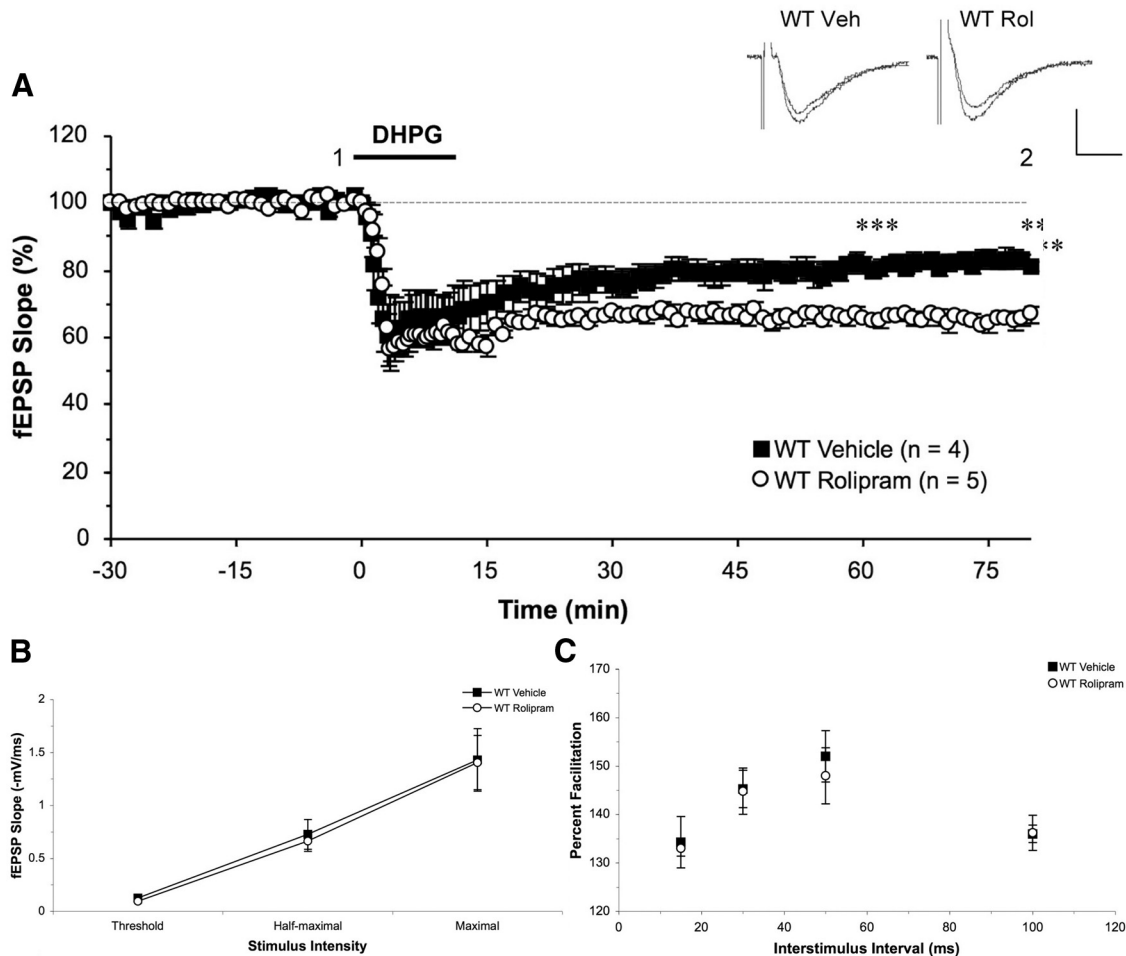 WT Veh
WT Rol
A
120
100
80
60
40
20
0
fEPSP Slope (%)
1
DHPG
2
***
**
**
WT Vehicle (n = 4)
WT Rolipram (n = 5)
-30
-15
0
15
30
45
60
75
Time (min)
B
WT Vehicle
WT Rolipram
2
1.5
1
0.5
0
fEPSP Slope (-mV/ms)
Threshold
Half-maximal
Maximal
Stimulus Intensity
C
WT Vehicle
WT Rolipram
170
160
150
140
130
120
Percent Facilitation
0
20
40
60
80
100
120
Interstimulus Interval (ms)